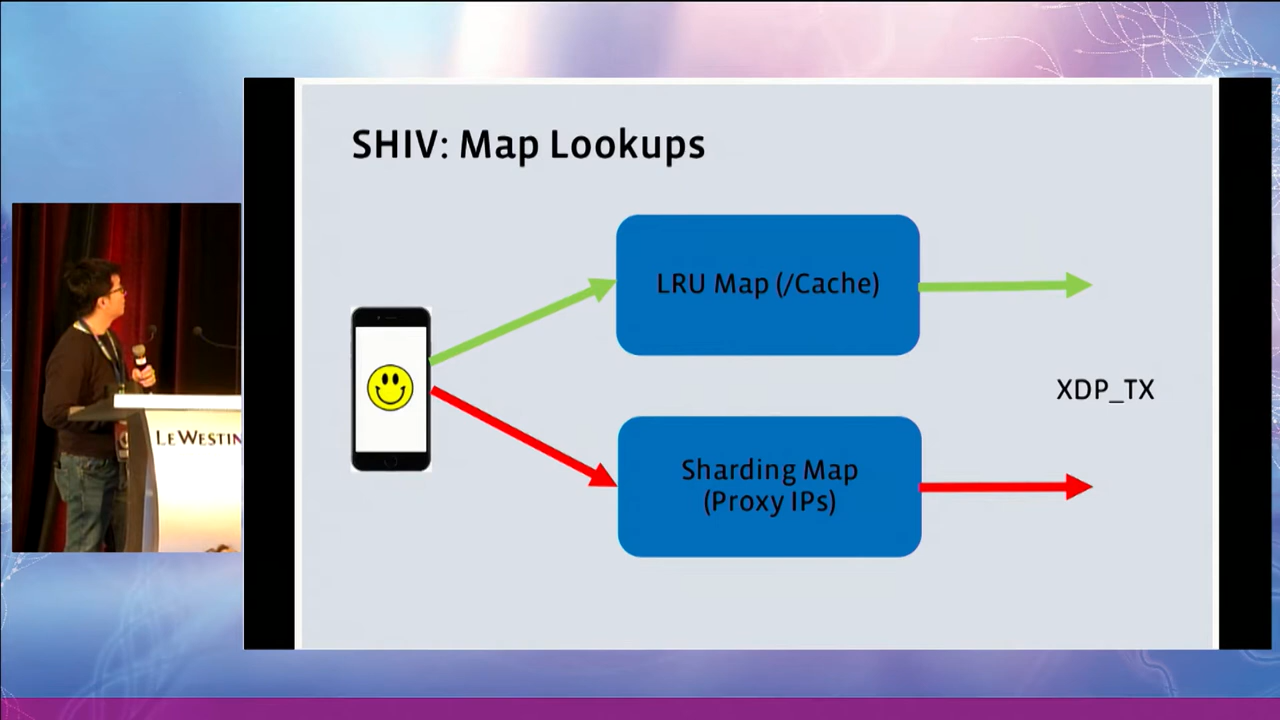 SHIV: Map Lookups
LRU Map (/Cache)
XDP_TX
Sharding Map
(Proxy IPs)
LE WESTIN